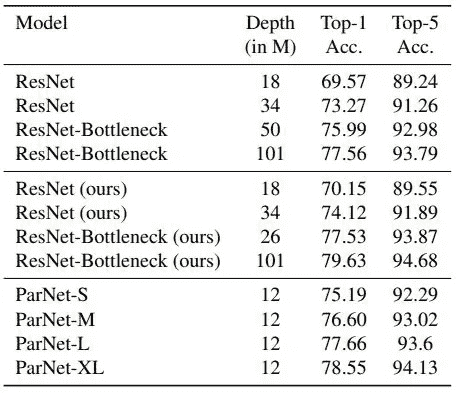 Model Depth Top-1 Top-5
(in M) Acc. Acc.
ResNet 18 69.57 89.24
ResNet 34 73.27 91.26
ResNet-Bottleneck 50 75.99 92.98
ResNet-Bottleneck 101 77.56 93.79
ResNet (ours) 18 70.15 89.55
ResNet (ours) 34 74.12 91.89
ResNet-Bottleneck (ours) 26 77.53 93.87
ResNet-Bottleneck (ours) 101 79.63 94.68
ParNet-S 12 75.19 92.29
ParNet-M 12 76.60 93.02
ParNet-L 12 77.66 93.6
ParNet-XL 12 78.55 94.13